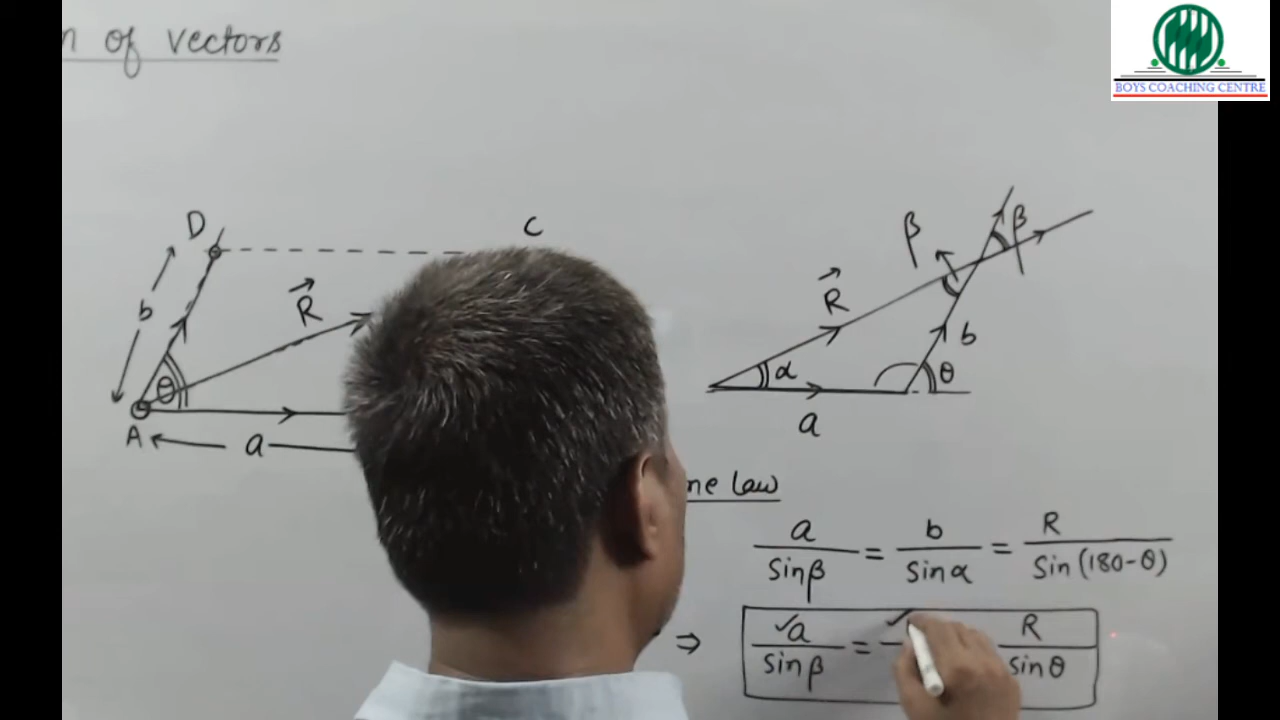 n of vectors
BOYS COACHING CENTRE
D
C
b
R
θ
A
a
β
β
R
α
b
θ
a
ne law
a/sinβ = b/sinα = R/sin(180-θ)
⇒ ✓a/sinβ = ✓ R/sinθ